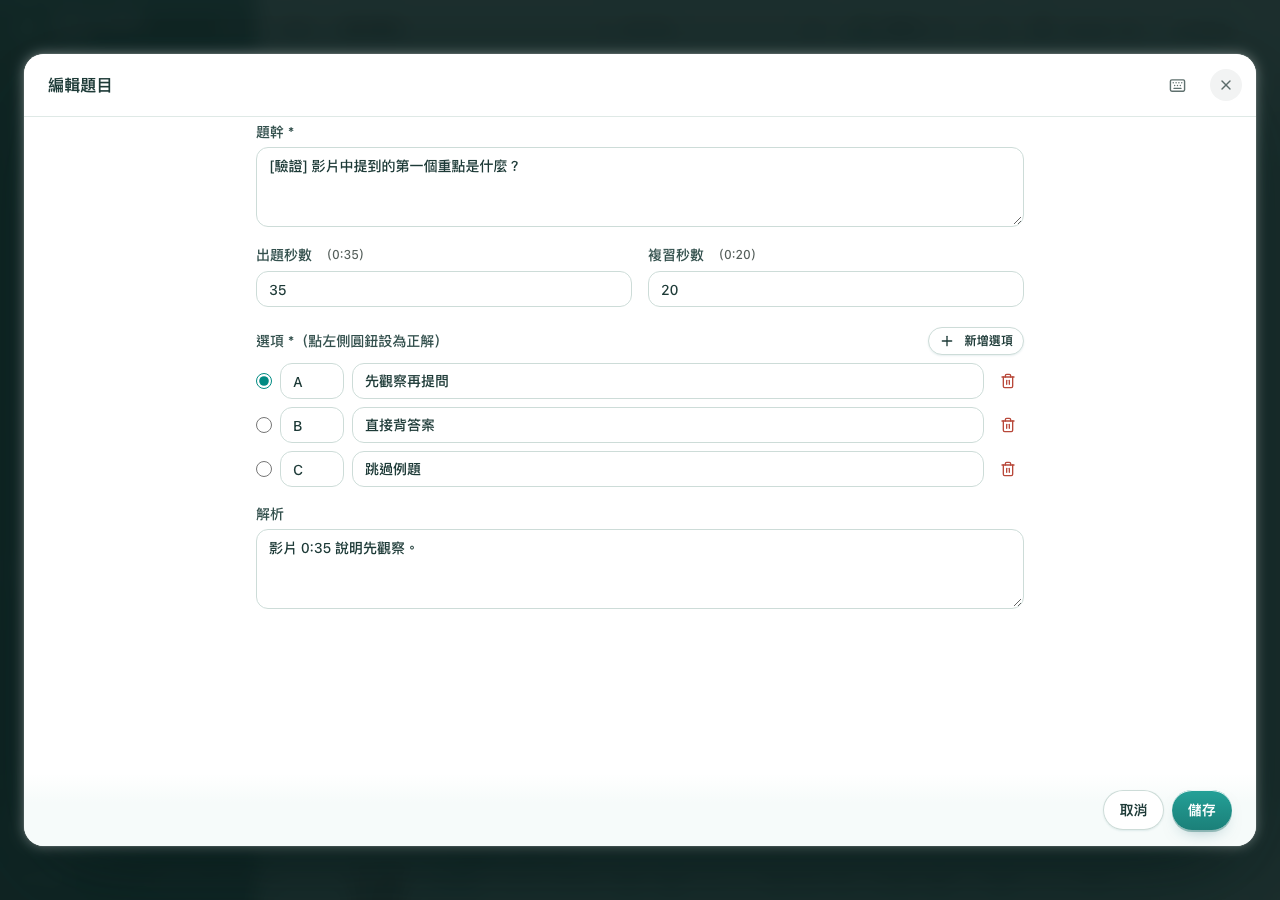 編輯題目
題幹 *
[驗證] 影片中提到的第一個重點是什麼？
出題秒數 (0:35)
複習秒數 (0:20)
35
20
選項 *（點左側圓鈕設為正解）
新增選項
A
先觀察再提問
B
直接背答案
C
跳過例題
解析
影片 0:35 說明先觀察。
取消
儲存